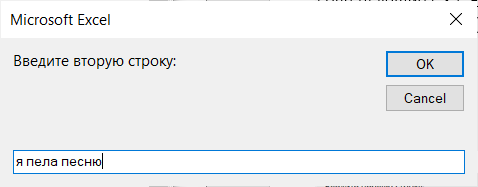 Microsoft Excel
Введите вторую строку:
OK
Cancel
я пела песню